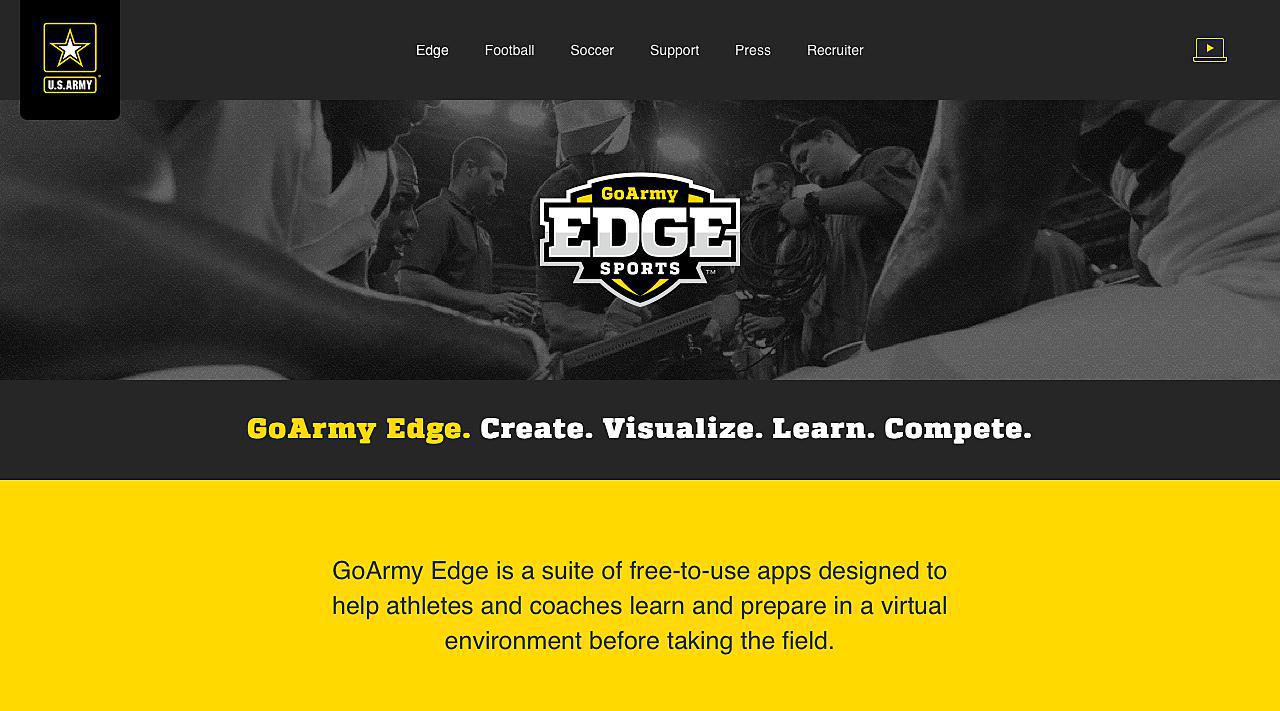 U.S.ARMY
Edge Football Soccer Support Press Recruiter
GoArmy
EDGE
SPORTS
TM
GoArmy Edge. Create. Visualize. Learn. Compete.
GoArmy Edge is a suite of free-to-use apps designed to
help athletes and coaches learn and prepare in a virtual
environment before taking the field.